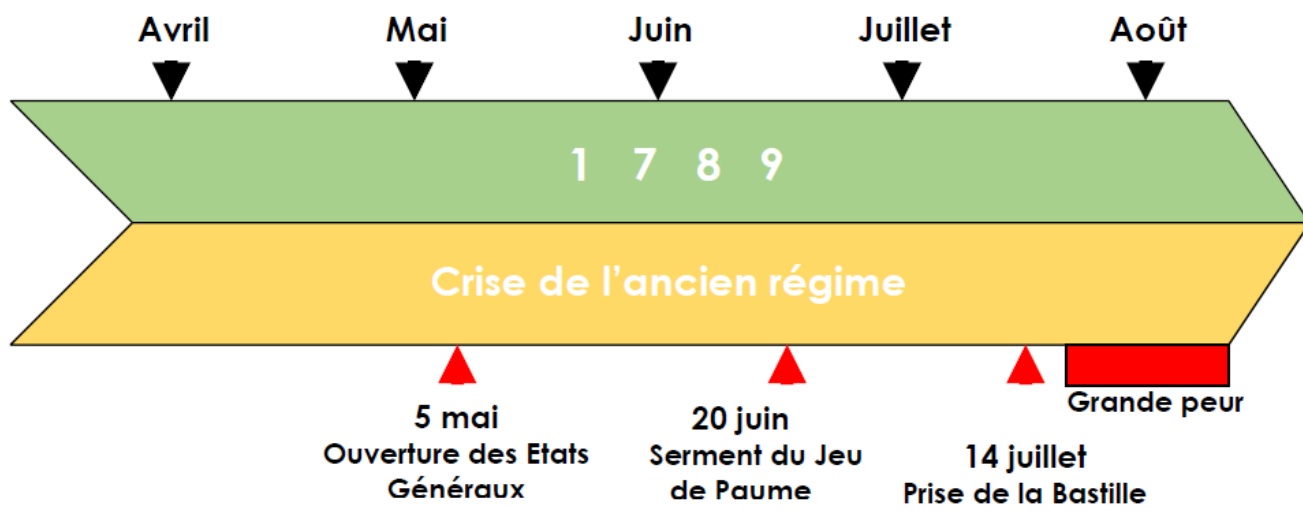 Avril Mai Juin Juillet Août
1 7 8 9
Crise de l'ancien régime
5 mai
Ouverture des Etats
Généraux
20 juin
Serment du Jeu
de Paume
14 juillet
Prise de la Bastille
Grande peur